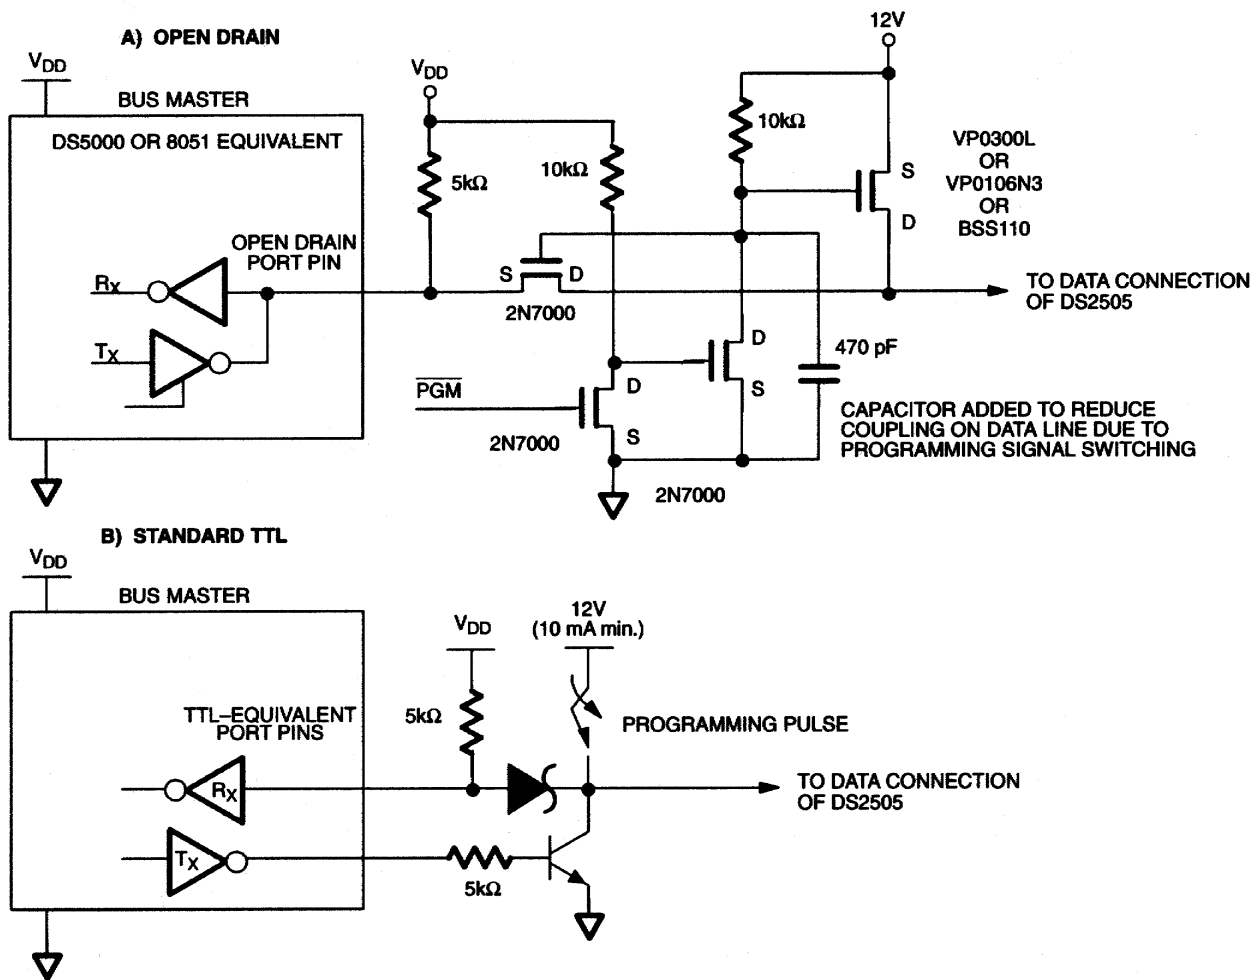 A) OPEN DRAIN
VDD
BUS MASTER
DS5000 OR 8051 EQUIVALENT
OPEN DRAIN
PORT PIN
RX
TX
VDD
5kΩ
10kΩ
S
D
2N7000
PGM
D
S
2N7000
12V
10kΩ
S
D
VP0300L
OR
VP0106N3
OR
BSS110
TO DATA CONNECTION
OF DS2505
D
S
470 pF
CAPACITOR ADDED TO REDUCE
COUPLING ON DATA LINE DUE TO
PROGRAMMING SIGNAL SWITCHING
2N7000
B) STANDARD TTL
VDD
BUS MASTER
TTL–EQUIVALENT
PORT PINS
RX
TX
VDD
5kΩ
12V
(10 mA min.)
PROGRAMMING PULSE
TO DATA CONNECTION
OF DS2505
5kΩ